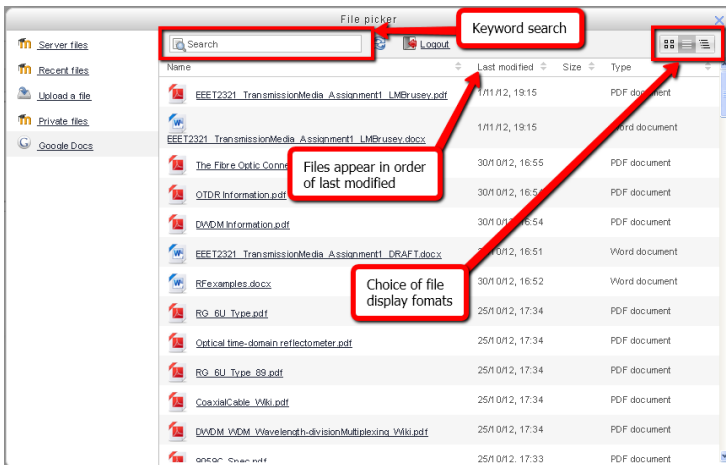 File picker
Keyword search
Server files
Recent files
Upload a file
Private files
Google Docs
Search
Logout
Name Last modified Size Type
EEET2321_TransmissionMedia_Assignment1_LMBrusey.pdf 1/11/12, 19:15 PDF document
EEET2321_TransmissionMedia_Assignment1_LMBrusey.docx 1/11/12, 19:15 Word document
The Fibre Optic Conne 30/10/12, 16:55 PDF document
Files appear in order
of last modified
OTDR Information.pdf 30/10/12, 16:54 PDF document
DWDM Information.pdf 30/10/12, 16:54 PDF document
EEET2321_TransmissionMedia_Assignment1_DRAFT.docx 30/10/12, 16:51 Word document
RFexamples.docx 30/10/12, 16:52 Word document
Choice of file
display fomats
RG_6U_Type.pdf 25/10/12, 17:34 PDF document
Optical time-domain reflectometer.pdf 25/10/12, 17:34 PDF document
RG_6U_Type_89.pdf 25/10/12, 17:34 PDF document
CoaxialCable_Wiki.pdf 25/10/12, 17:34 PDF document
DWDM_WDM_Wavelength-divisionMultiplexing_Wiki.pdf 25/10/12, 17:34 PDF document
9059C_Spec.pdf 25/10/12, 17:33 PDF document